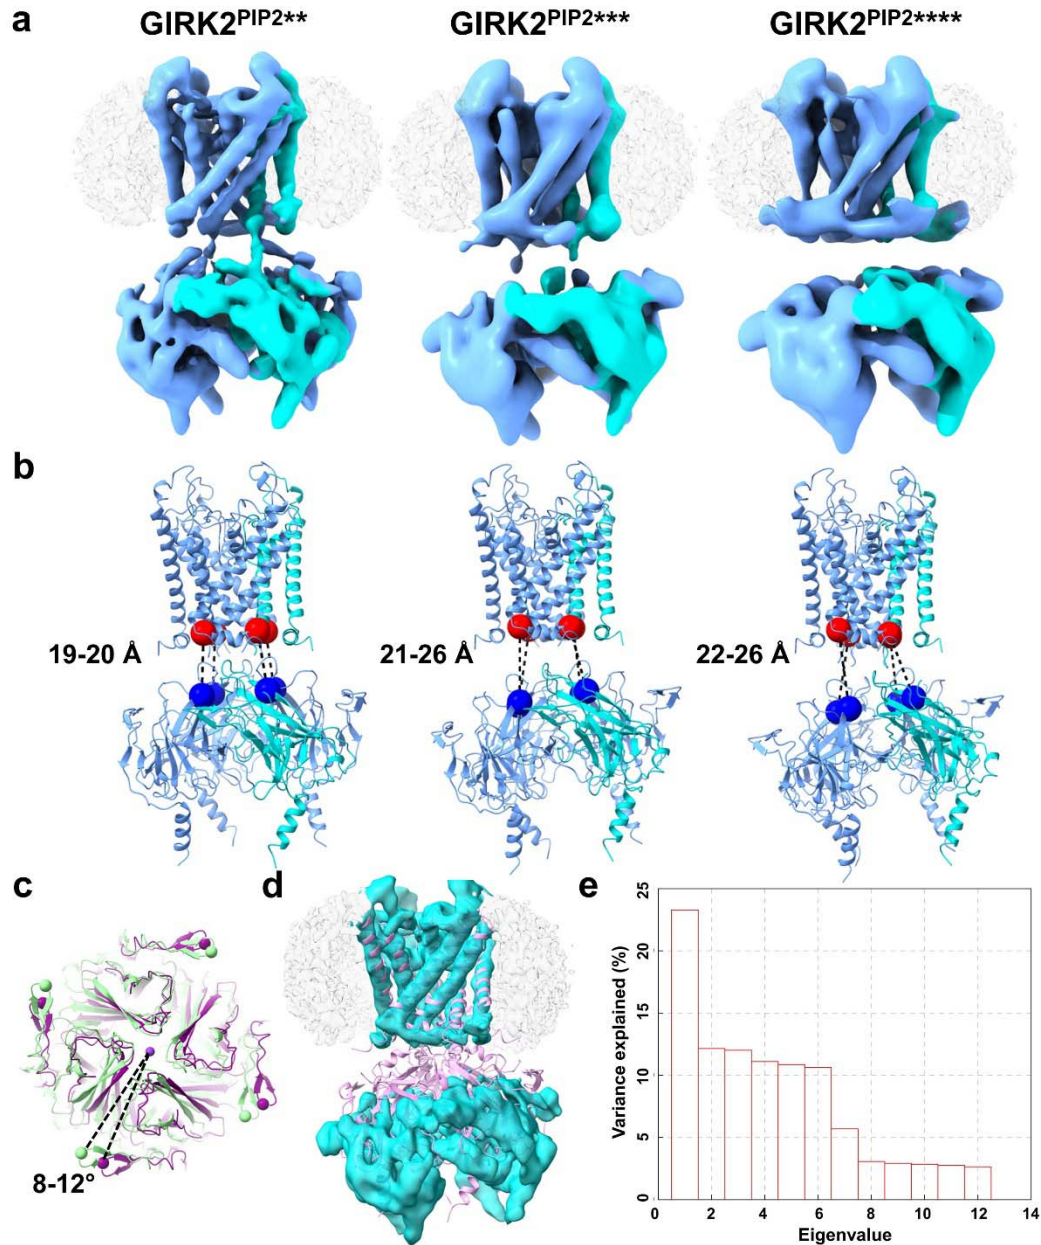 a
GIRK2PIP2** GIRK2PIP2*** GIRK2PIP2****
b
19-20 Å 21-26 Å 22-26 Å
c d e
8-12°
Variance explained (%)
25
20
15
10
5
0
0 2 4 6 8 10 12 14
Eigenvalue